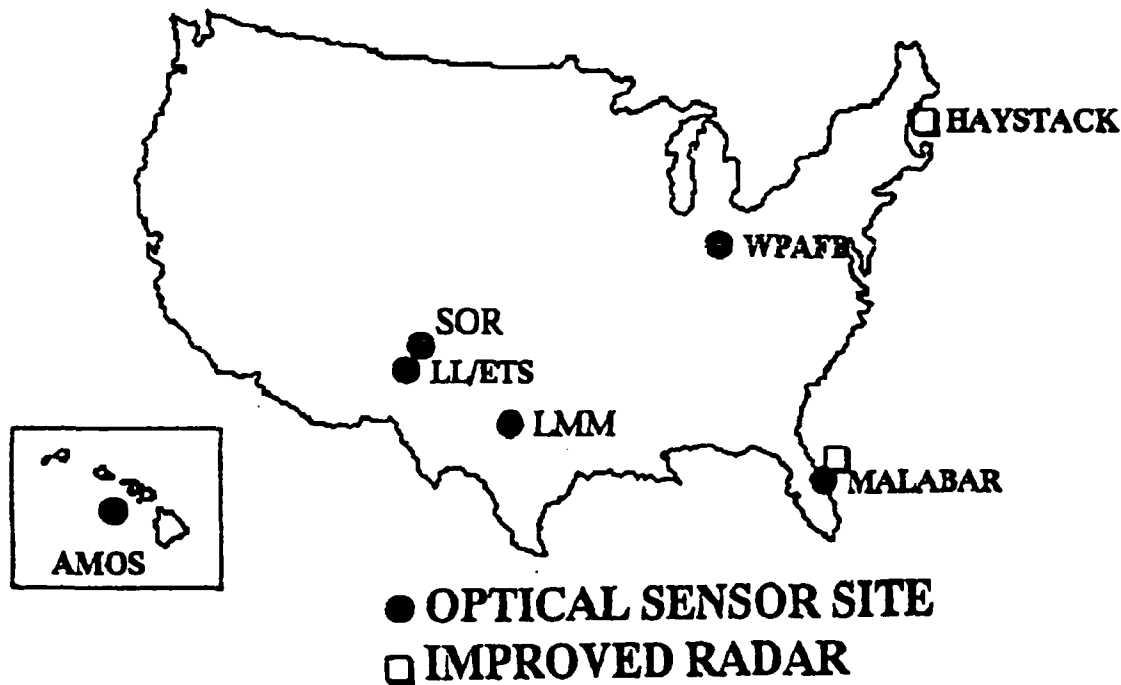 HAYSTACK
WPAFB
SOR
LL/ETS
LMM
MALABAR
AMOS
OPTICAL SENSOR SITE
IMPROVED RADAR